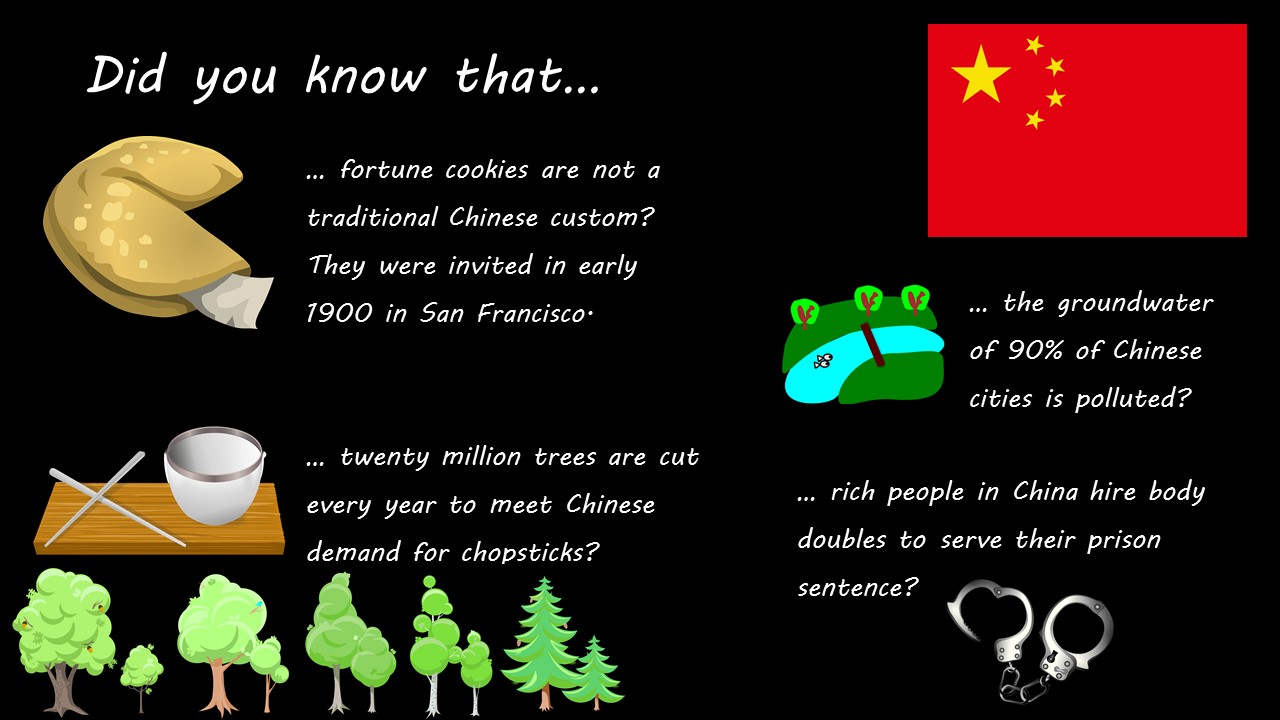 Did you know that...
... fortune cookies are not a
traditional Chinese custom?
They were invited in early
1900 in San Francisco.
... twenty million trees are cut
every year to meet Chinese
demand for chopsticks?
... the groundwater
of 90% of Chinese
cities is polluted?
... rich people in China hire body
doubles to serve their prison
sentence?